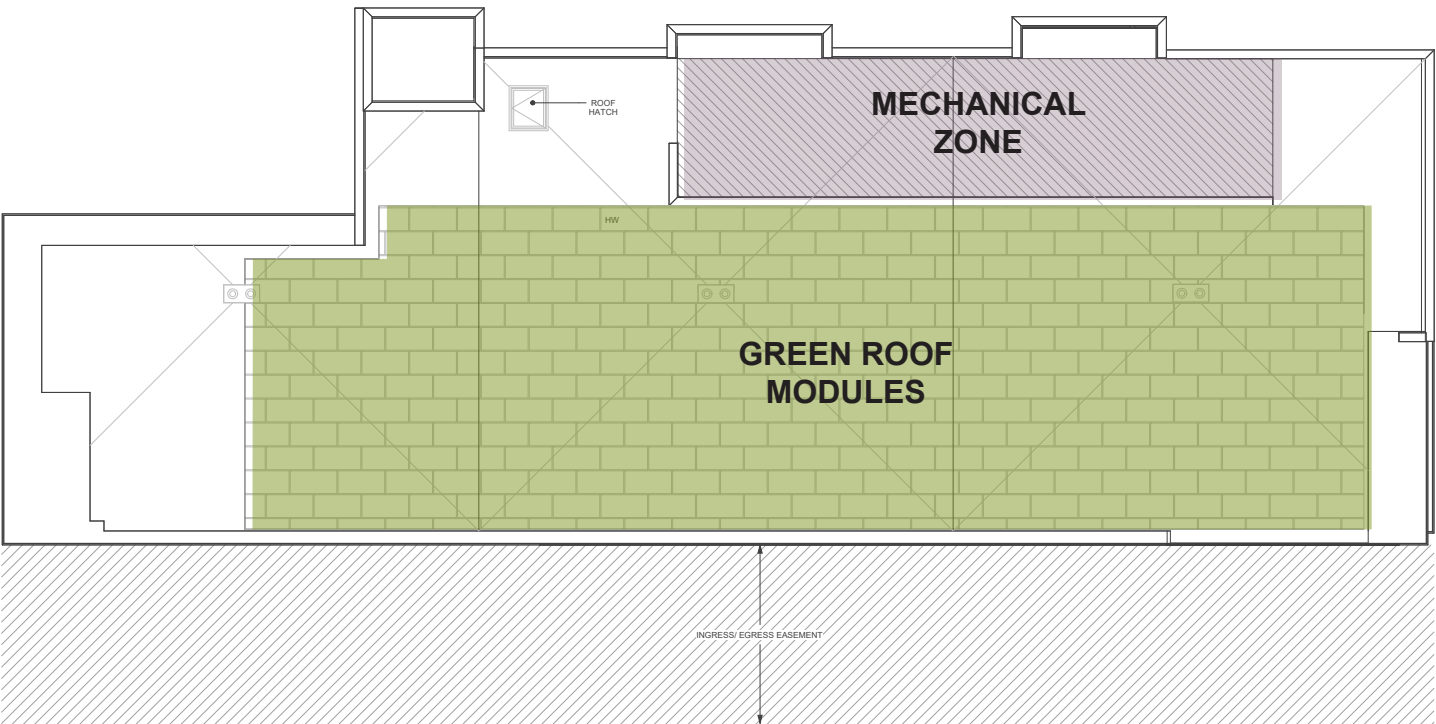 MECHANICAL
ZONE
ROOF
HATCH
HW
GREEN ROOF
MODULES
INGRESS/ EGRESS EASEMENT